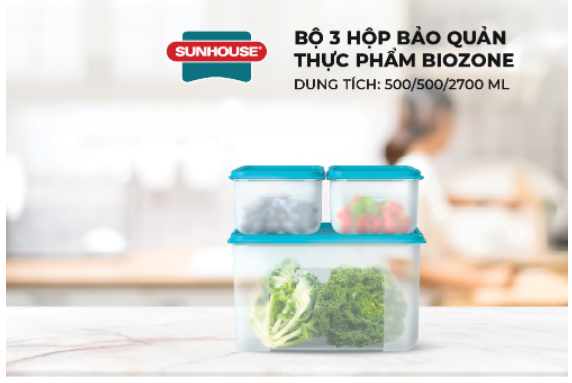 SUNHOUSE®
BỘ 3 HỘP BẢO QUẢN
THỰC PHẨM BIOZONE
DUNG TÍCH: 500/500/2700 ML